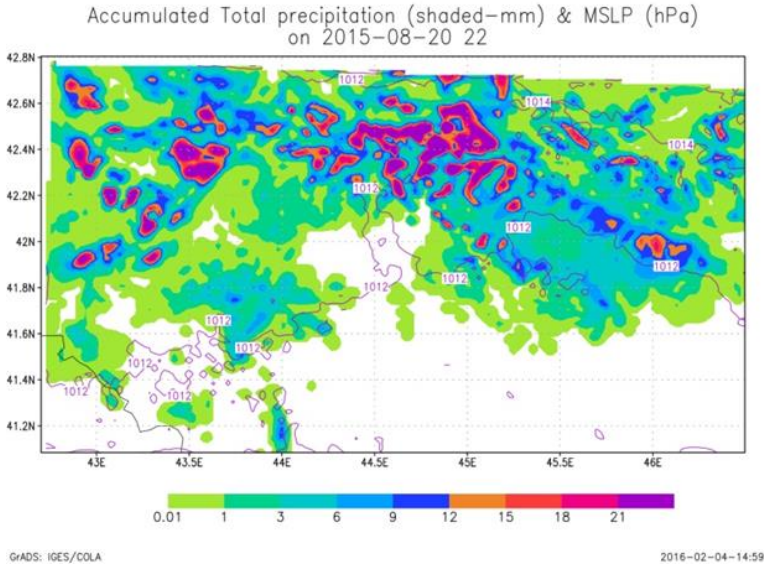 Accumulated Total precipitation (shaded-mm) & MSLP (hPa)
on 2015-08-20 22
42.8N
42.6N
42.4N
42.2N
42N
41.8N
41.6N
41.4N
41.2N
1012
1014
1014
1012
1012
1012
1012
1012
1012
1012
1012
1012
43E 43.5E 44E 44.5E 45E 45.5E 46E
0.01 1 3 6 9 12 15 18 21
GrADS: IGES/COLA 2016-02-04-14:59